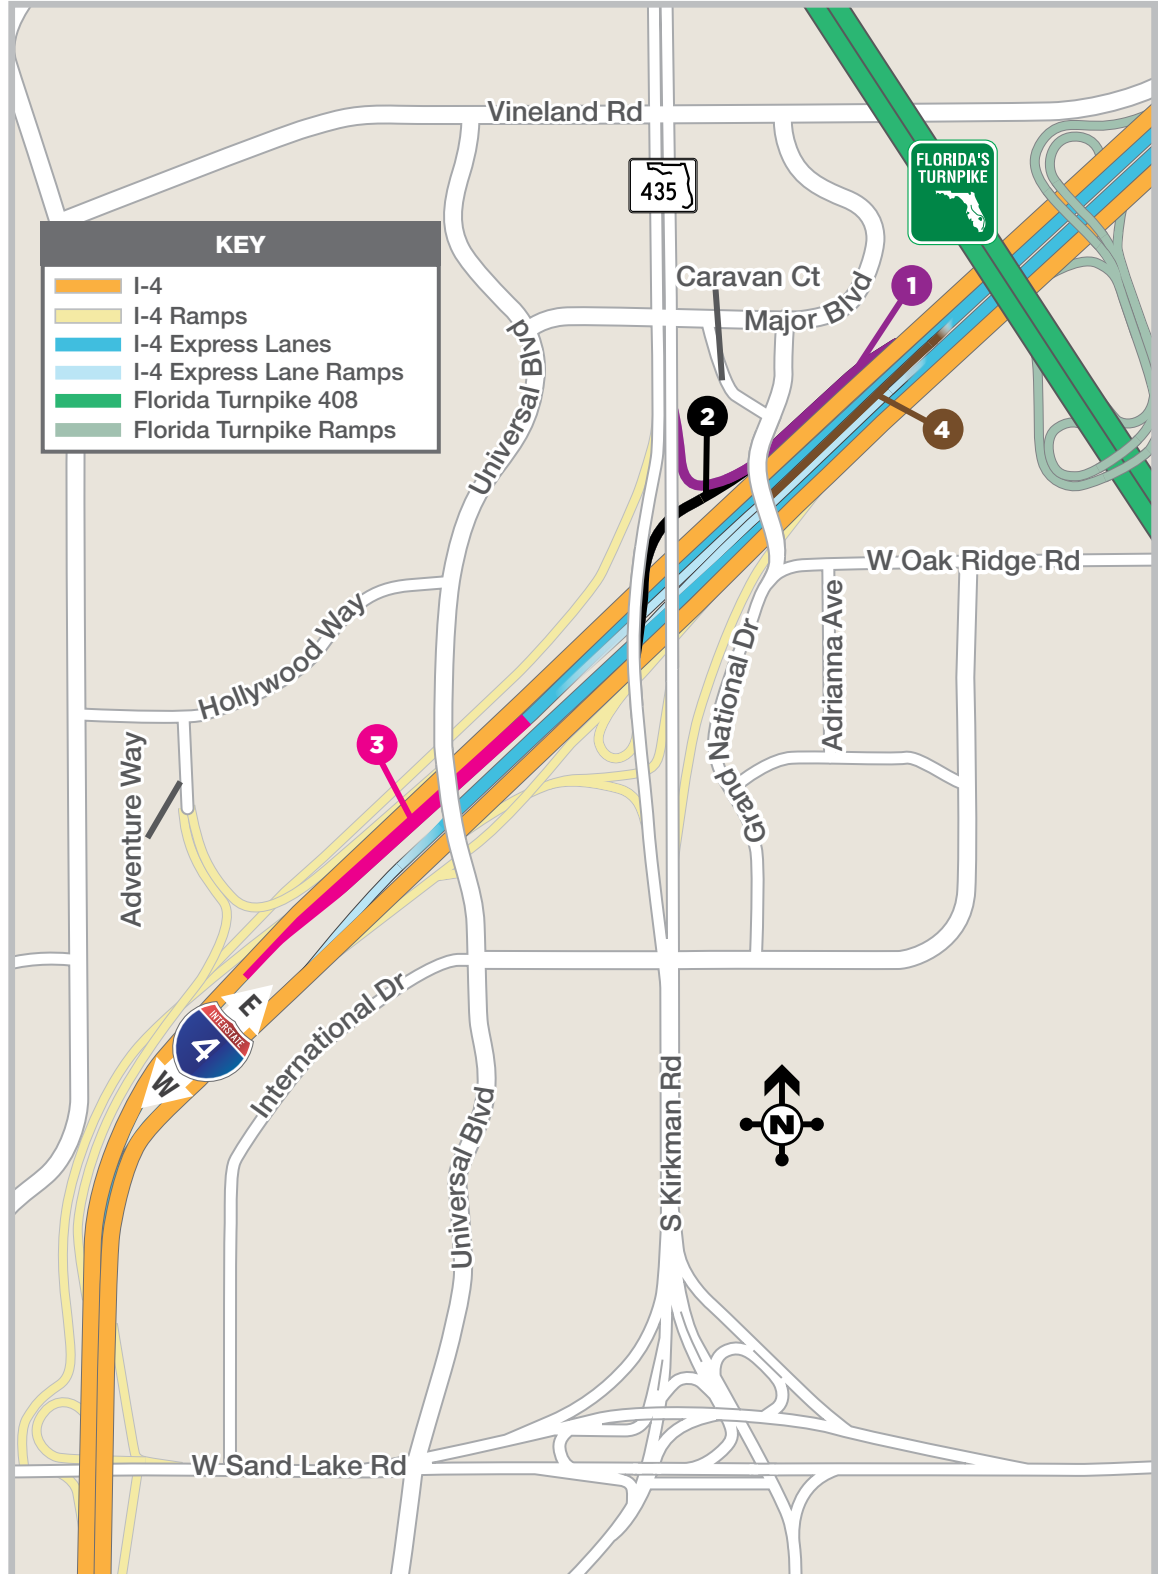 Vineland Rd
435
FLORIDA'S
TURNPIKE
KEY
I-4
I-4 Ramps
I-4 Express Lanes
I-4 Express Lane Ramps
Florida Turnpike 408
Florida Turnpike Ramps
Caravan Ct
Major Blvd
1
Universal Blvd
2
4
W Oak Ridge Rd
Hollywood Way
Adrianna Ave
Grand National Dr
3
Adventure Way
E
INTERSTATE
4
W
International Dr
Universal Blvd
S Kirkman Rd
N
W Sand Lake Rd